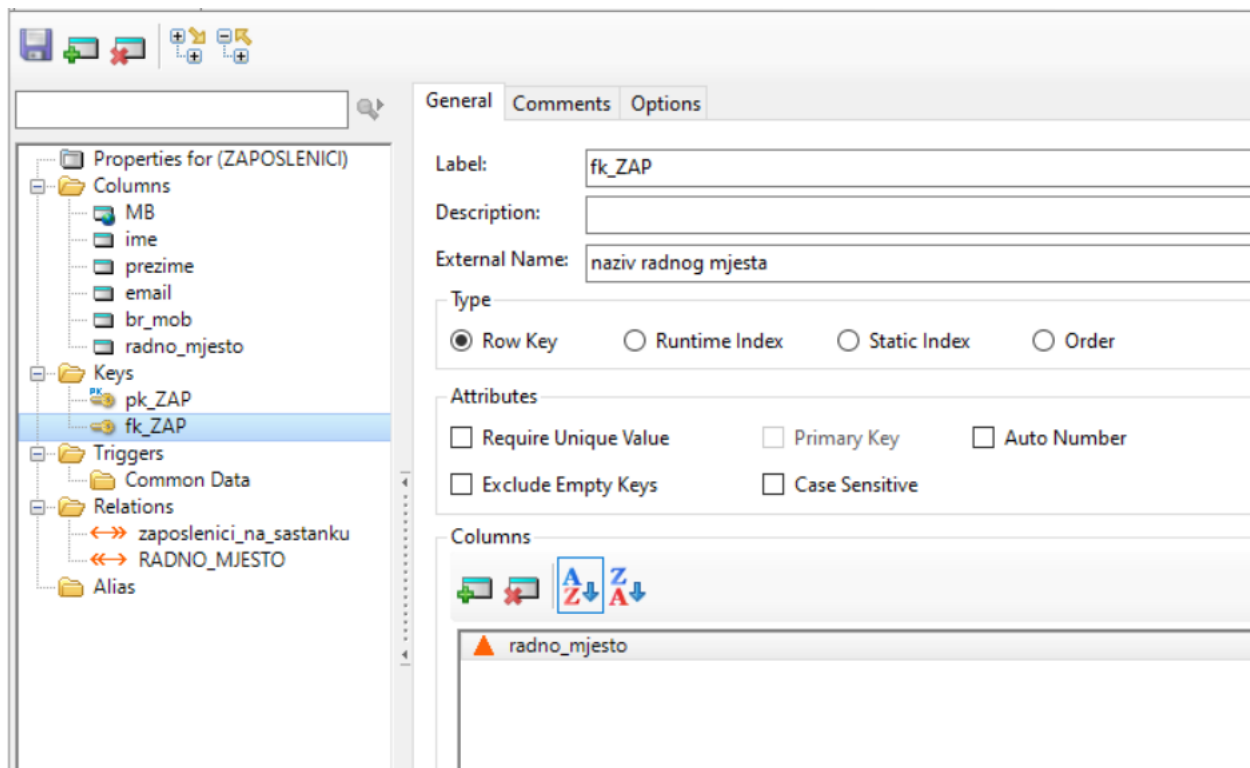 Properties for (ZAPOSLENICI)
Columns
MB
ime
prezime
email
br_mob
radno_mjesto
Keys
pk_ZAP
fk_ZAP
Triggers
Common Data
Relations
zaposlenici_na_sastanku
RADNO_MJESTO
Alias
General Comments Options
Label: fk_ZAP
Description:
External Name: naziv radnog mjesta
Type
Row Key Runtime Index Static Index Order
Attributes
Require Unique Value Primary Key Auto Number
Exclude Empty Keys Case Sensitive
Columns
radno_mjesto